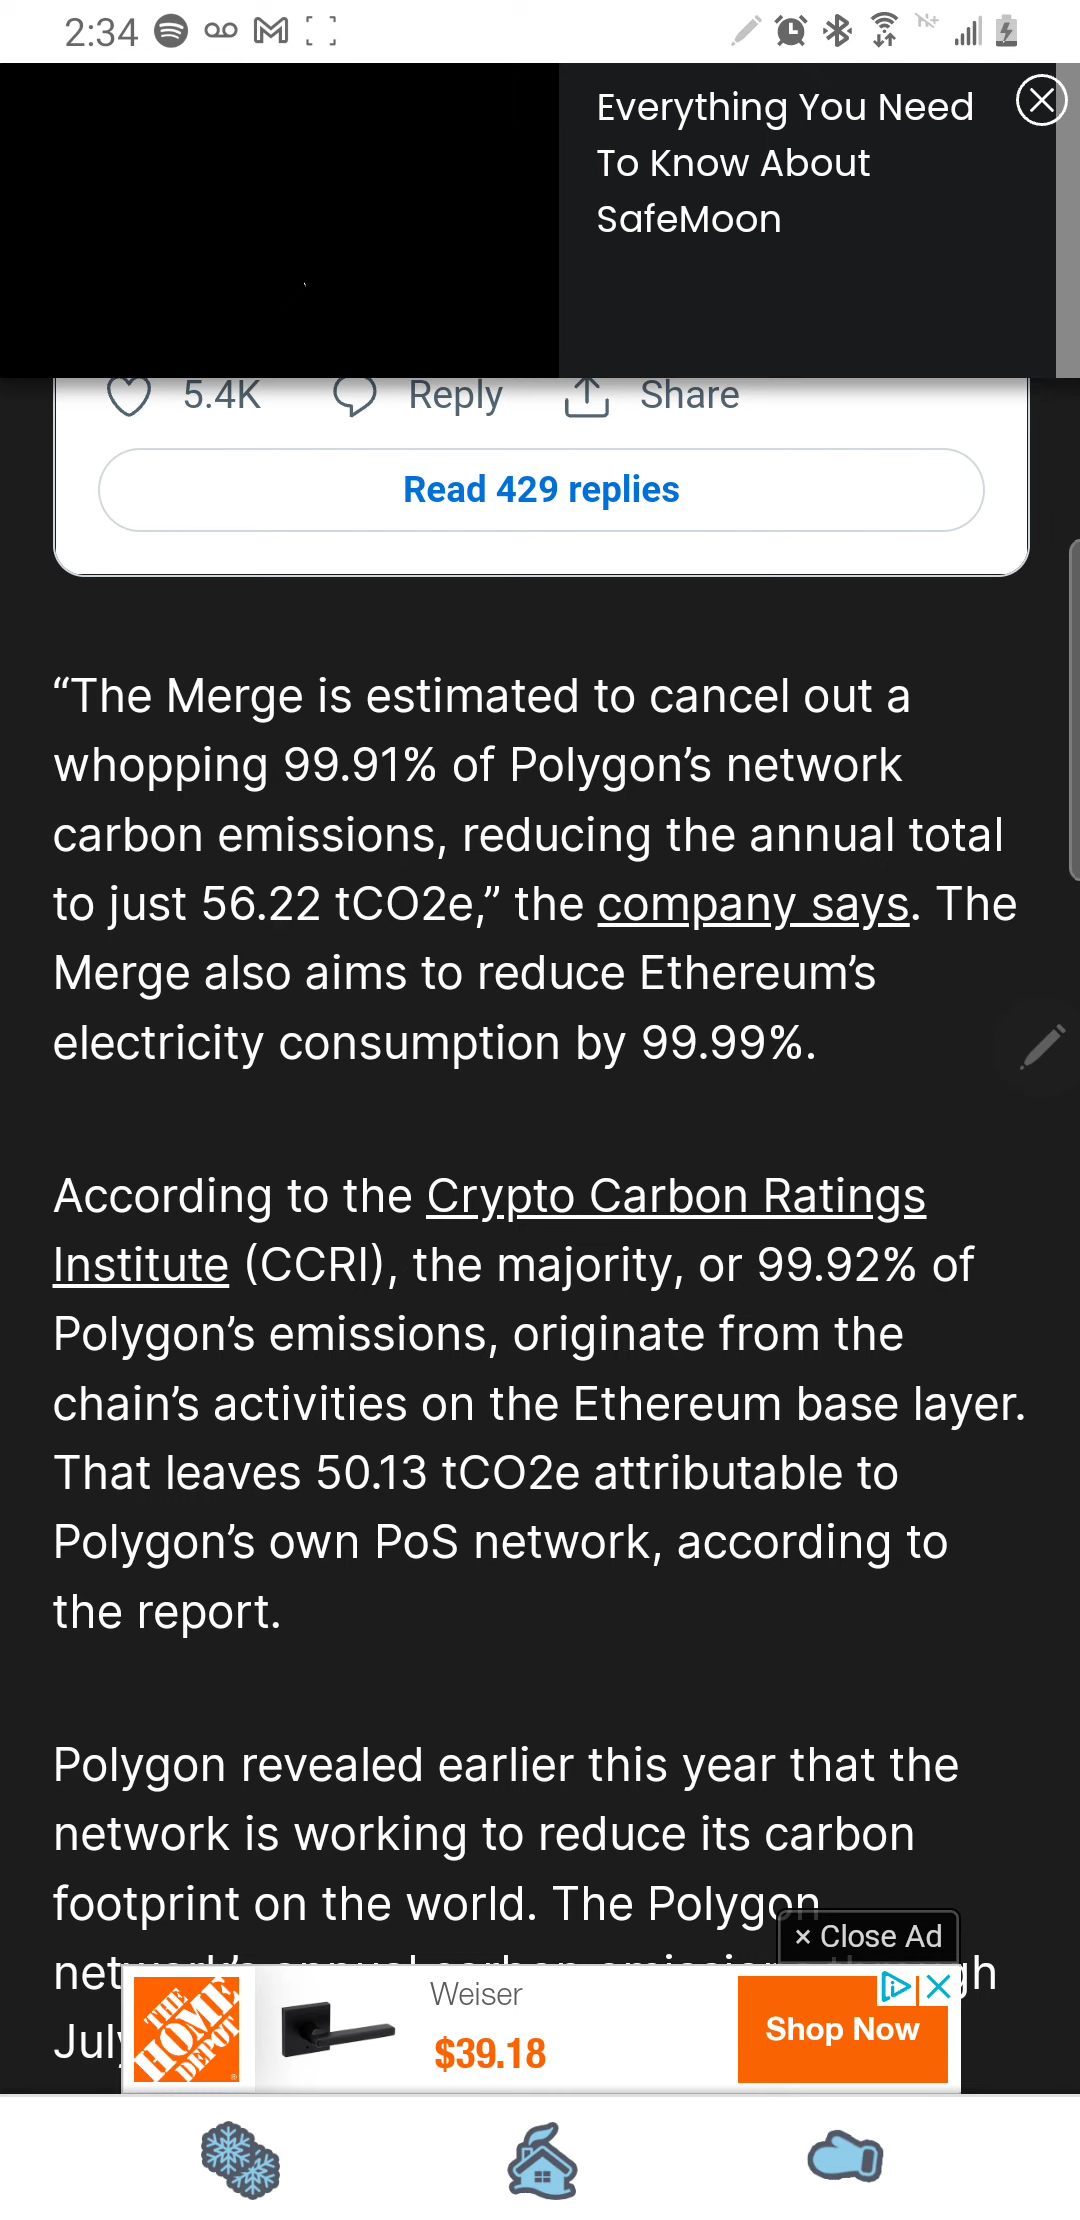 2:34
Everything You Need
To Know About
SafeMoon
5.4K Reply Share
Read 429 replies
“The Merge is estimated to cancel out a
whopping 99.91% of Polygon’s network
carbon emissions, reducing the annual total
to just 56.22 tCO2e,” the company says. The
Merge also aims to reduce Ethereum’s
electricity consumption by 99.99%.
According to the Crypto Carbon Ratings
Institute (CCRI), the majority, or 99.92% of
Polygon’s emissions, originate from the
chain’s activities on the Ethereum base layer.
That leaves 50.13 tCO2e attributable to
Polygon’s own PoS network, according to
the report.
Polygon revealed earlier this year that the
network is working to reduce its carbon
footprint on the world. The Polygon
× Close Ad
network’s annual carbon emissions through
July
THE
HOME
DEPOT
Weiser
$39.18
Shop Now